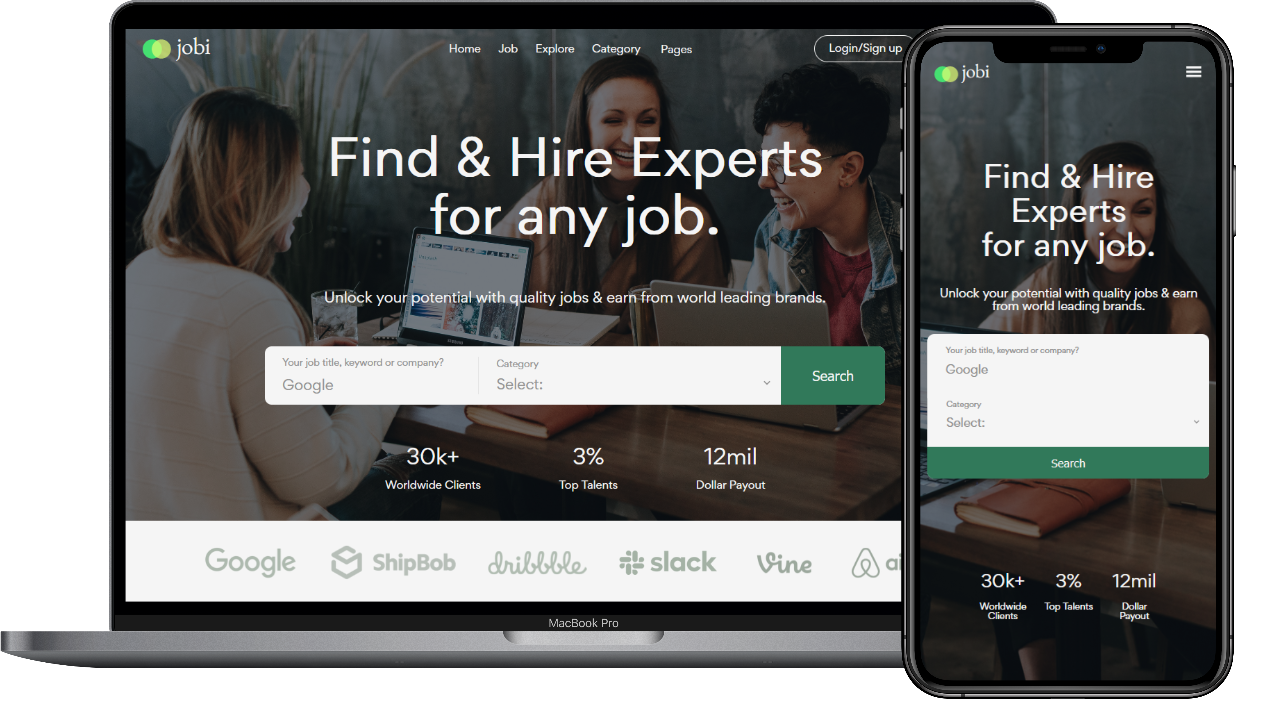 jobi
Home Job Explore Category Pages
Login/Sign up
Find & Hire Experts
for any job.
Unlock your potential with quality jobs & earn from world leading brands.
Your job title, keyword or company?
Google
Category
Select:
Search
30k+ 3% 12mil
Worldwide Clients Top Talents Dollar Payout
Google ShipBob dribbble slack Vine ai
MacBook Pro
jobi
Find & Hire
Experts
for any job.
Unlock your potential with quality jobs & earn
from world leading brands.
Your job title, keyword or company?
Google
Category
Select:
Search
30k+ 3% 12mil
Worldwide
Clients
Top Talents
Dollar
Payout